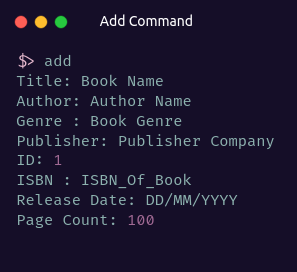 Add Command
$> add
Title: Book Name
Author: Author Name
Genre : Book Genre
Publisher: Publisher Company
ID: 1
ISBN : ISBN_Of_Book
Release Date: DD/MM/YYYY
Page Count: 100